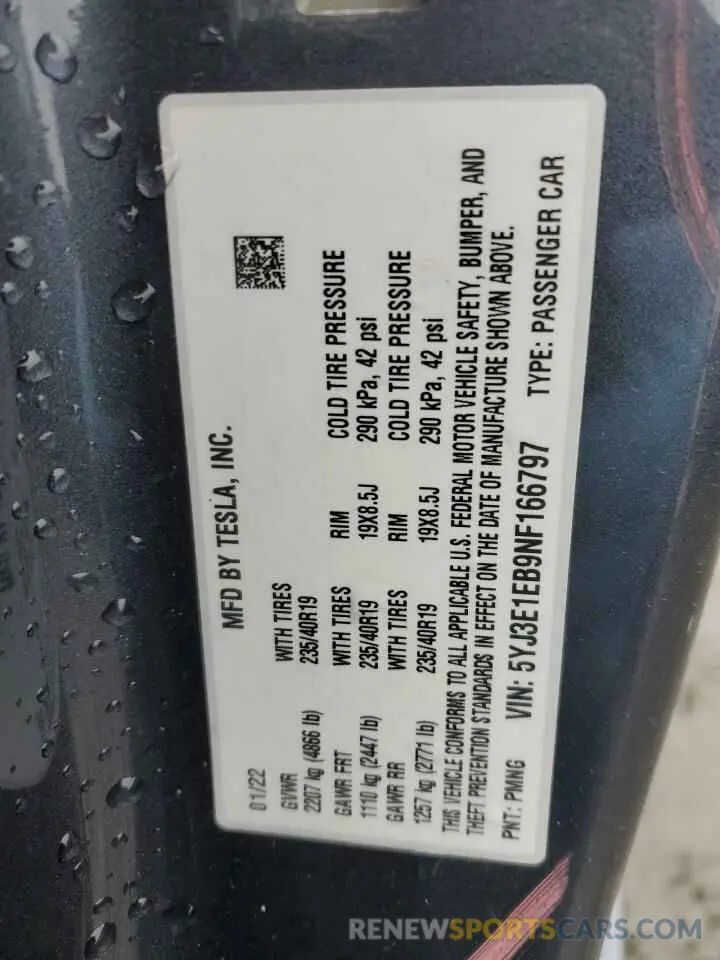 MFD BY TESLA, INC.
01/22
GVWR WITH TIRES
2207 kg (4866 lb) 235/40R19
GAWR FRT WITH TIRES RIM COLD TIRE PRESSURE
1110 kg (2447 lb) 235/40R19 19X8.5J 290 kPa, 42 psi
GAWR RR WITH TIRES RIM COLD TIRE PRESSURE
1257 kg (2771 lb) 235/40R19 19X8.5J 290 kPa, 42 psi
THIS VEHICLE CONFORMS TO ALL APPLICABLE U.S. FEDERAL MOTOR VEHICLE SAFETY, BUMPER, AND
THEFT PREVENTION STANDARDS IN EFFECT ON THE DATE OF MANUFACTURE SHOWN ABOVE.
PNT: PMNG VIN: 5YJ3E1EB9NF166797 TYPE: PASSENGER CAR
RENEWSPORTSCARS.COM